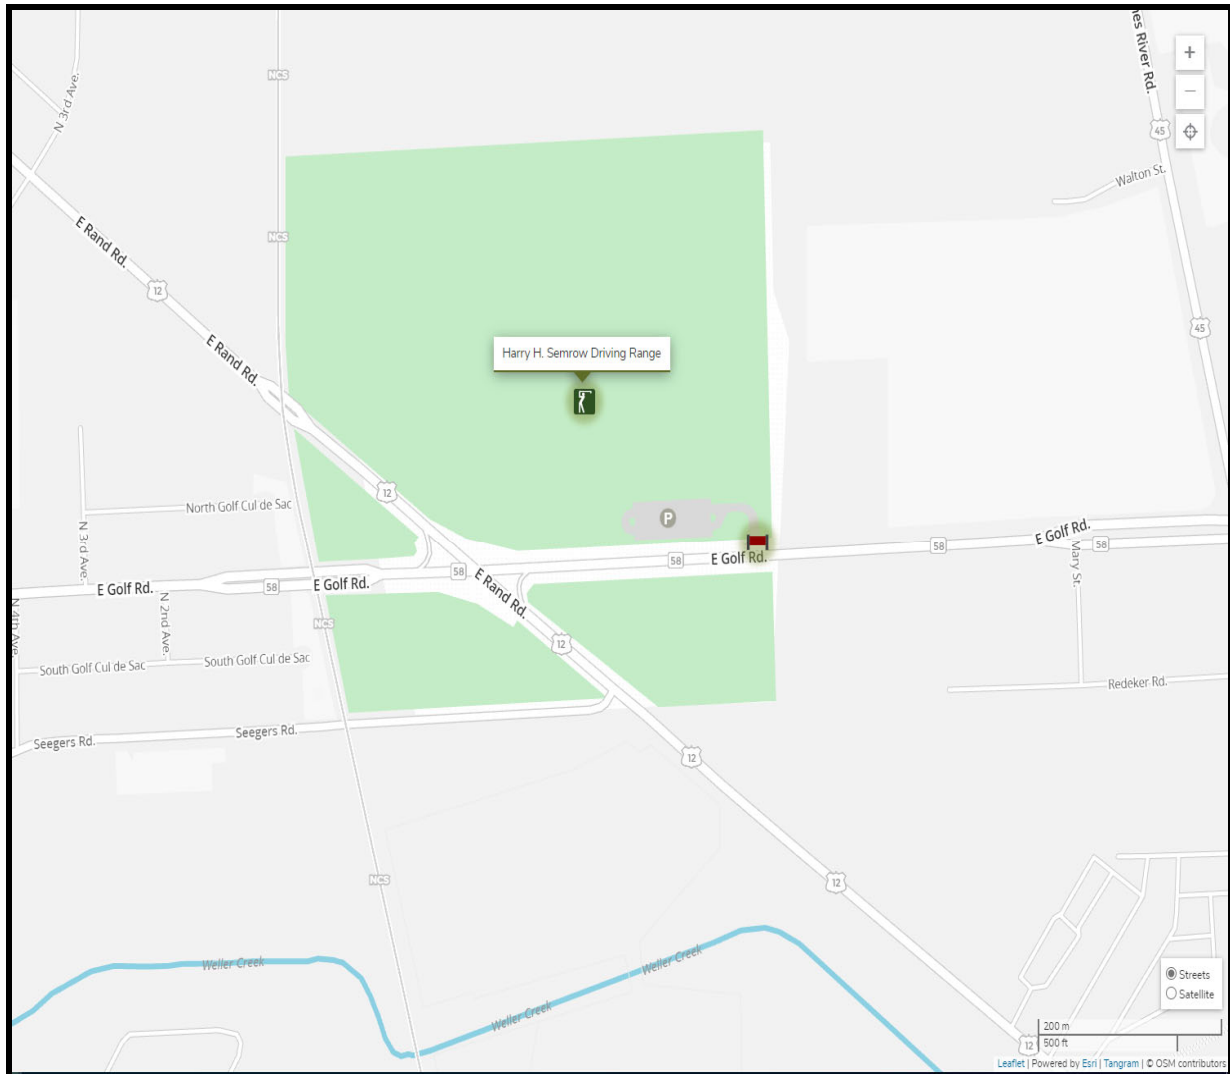 nes River Rd.
NCS
N 3rd Ave.
45
Walton St.
E Rand Rd.
NCS
12
45
E Rand Rd.
Harry H. Semrow Driving Range
12
North Golf Cul de Sac
P
N 3rd Ave.
E Golf Rd.
58
E Golf Rd.
58
58
E Golf Rd.
58
E Golf Rd.
58
Mary St.
E Rand Rd.
N 4th Ave.
N 2nd Ave.
NCS
12
South Golf Cul de Sac
South Golf Cul de Sac
Redeker Rd.
Seegers Rd.
Seegers Rd.
12
NCS
12
Weller Creek
Weller Creek
Weller Creek
Streets
Satellite
200 m
500 ft
12
Leaflet | Powered by Esri | Tangram | © OSM contributors